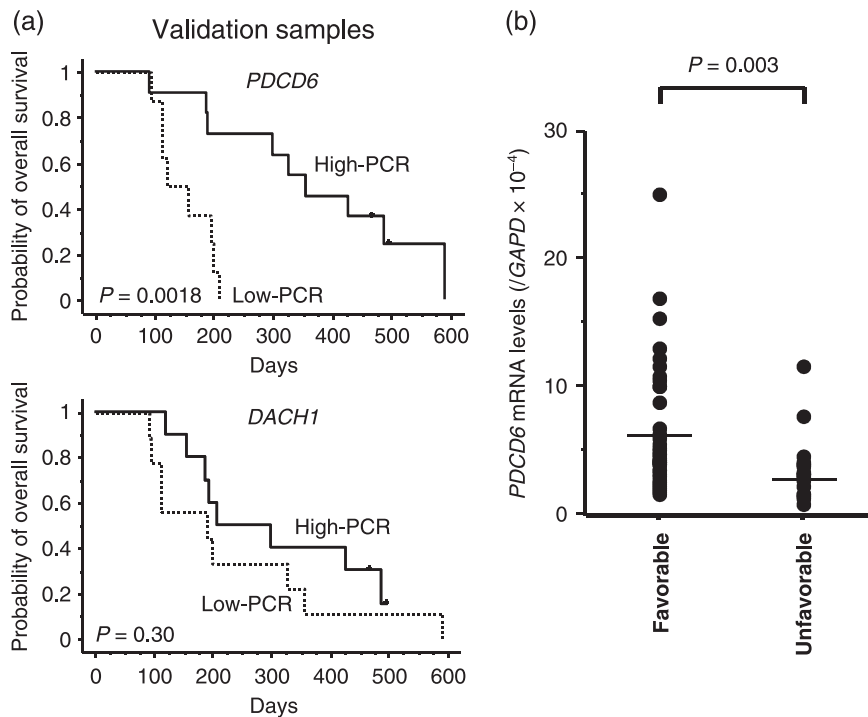 (a)
Validation samples
Probability of overall survival
1
0.8
0.6
0.4
0.2
0
PDCD6
High-PCR
Low-PCR
P = 0.0018
0 100 200 300 400 500 600
Days
Probability of overall survival
1
0.8
0.6
0.4
0.2
0
DACH1
High-PCR
Low-PCR
P = 0.30
0 100 200 300 400 500 600
Days
(b)
P = 0.003
PDCD6 mRNA levels (/GAPD × 10⁻⁴)
30
20
10
0
Favorable
Unfavorable